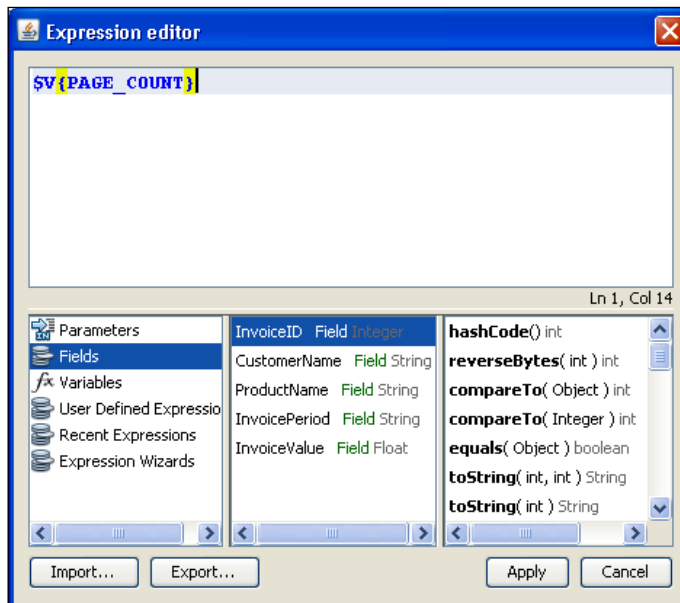 Expression editor
$V{PAGE_COUNT}
Ln 1, Col 14
Parameters
Fields
fx Variables
User Defined Expressio
Recent Expressions
Expression Wizards
InvoiceID Field Integer
CustomerName Field String
ProductName Field String
InvoicePeriod Field String
InvoiceValue Field Float
hashCode() int
reverseBytes( int ) int
compareTo( Object ) int
compareTo( Integer ) int
equals( Object ) boolean
toString( int, int ) String
toString( int ) String
Import...
Export...
Apply
Cancel